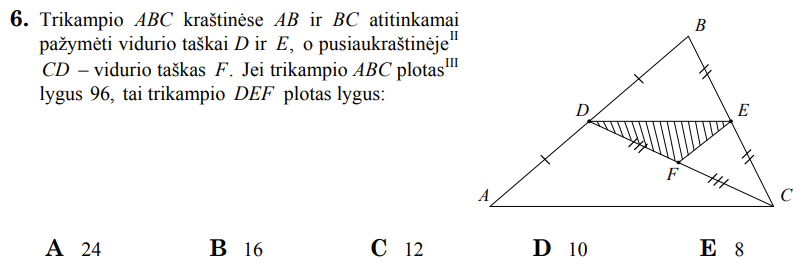 6. Trikampio ABC kraštinėse AB ir BC atitinkamai
pažymėti vidurio taškai D ir E, o pusiaukraštinėje^II
CD – vidurio taškas F. Jei trikampio ABC plotas^III
lygus 96, tai trikampio DEF plotas lygus:
B
D
E
F
A
C
A 24 B 16 C 12 D 10 E 8